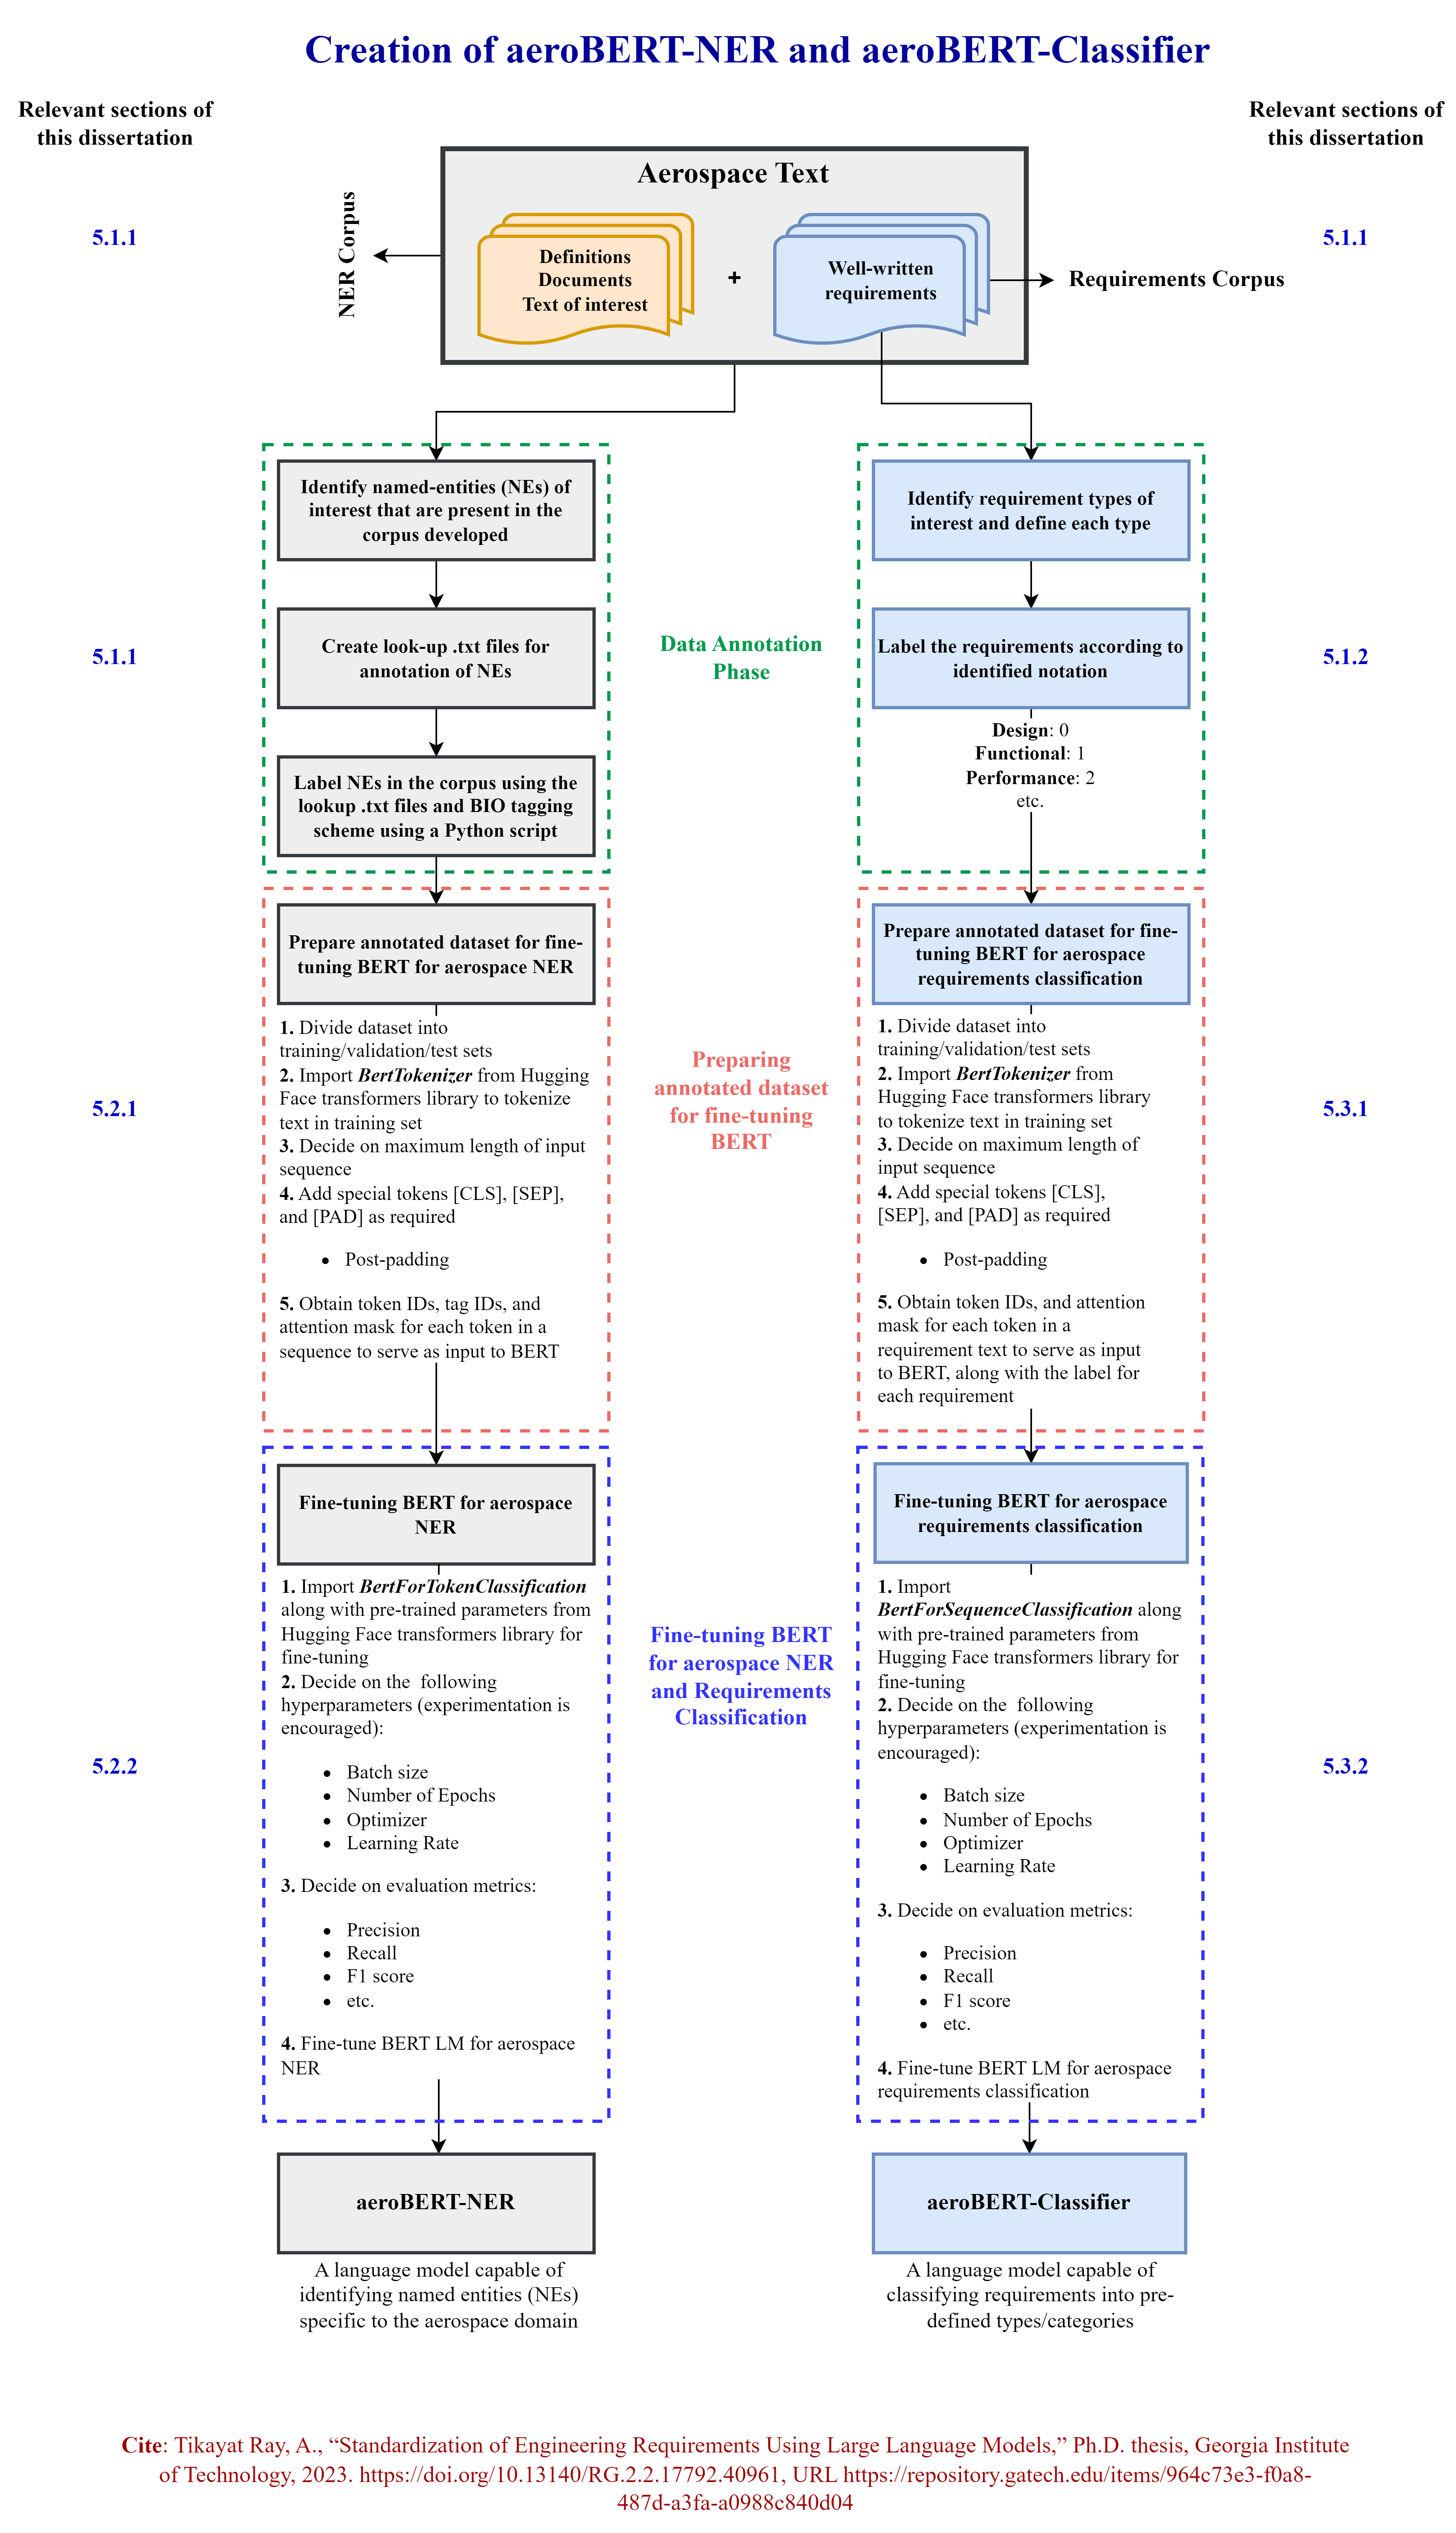 Creation of aeroBERT-NER and aeroBERT-Classifier
Relevant sections of
this dissertation
Relevant sections of
this dissertation
Aerospace Text
NER Corpus
Definitions
Documents
Text of interest
+
Well-written
requirements
Requirements Corpus
5.1.1
5.1.1
Identify named-entities (NEs) of
interest that are present in the
corpus developed
Create look-up .txt files for
annotation of NEs
Label NEs in the corpus using the
lookup .txt files and BIO tagging
scheme using a Python script
5.1.1
Data Annotation
Phase
Identify requirement types of
interest and define each type
Label the requirements according to
identified notation
Design: 0
Functional: 1
Performance: 2
etc.
5.1.2
Prepare annotated dataset for fine-
tuning BERT for aerospace NER
1. Divide dataset into
training/validation/test sets
2. Import BertTokenizer from Hugging
Face transformers library to tokenize
text in training set
3. Decide on maximum length of input
sequence
4. Add special tokens [CLS], [SEP],
and [PAD] as required
• Post-padding
5. Obtain token IDs, tag IDs, and
attention mask for each token in a
sequence to serve as input to BERT
5.2.1
Preparing
annotated dataset
for fine-tuning
BERT
Prepare annotated dataset for fine-
tuning BERT for aerospace
requirements classification
1. Divide dataset into
training/validation/test sets
2. Import BertTokenizer from
Hugging Face transformers library
to tokenize text in training set
3. Decide on maximum length of
input sequence
4. Add special tokens [CLS],
[SEP], and [PAD] as required
• Post-padding
5. Obtain token IDs, and attention
mask for each token in a
requirement text to serve as input
to BERT, along with the label for
each requirement
5.3.1
Fine-tuning BERT for aerospace
NER
1. Import BertForTokenClassification
along with pre-trained parameters from
Hugging Face transformers library for
fine-tuning
2. Decide on the following
hyperparameters (experimentation is
encouraged):
• Batch size
• Number of Epochs
• Optimizer
• Learning Rate
3. Decide on evaluation metrics:
• Precision
• Recall
• F1 score
• etc.
4. Fine-tune BERT LM for aerospace
NER
5.2.2
Fine-tuning BERT
for aerospace NER
and Requirements
Classification
Fine-tuning BERT for aerospace
requirements classification
1. Import
BertForSequenceClassification along
with pre-trained parameters from
Hugging Face transformers library for
fine-tuning
2. Decide on the following
hyperparameters (experimentation is
encouraged):
• Batch size
• Number of Epochs
• Optimizer
• Learning Rate
3. Decide on evaluation metrics:
• Precision
• Recall
• F1 score
• etc.
4. Fine-tune BERT LM for aerospace
requirements classification
5.3.2
aeroBERT-NER
A language model capable of
identifying named entities (NEs)
specific to the aerospace domain
aeroBERT-Classifier
A language model capable of
classifying requirements into pre-
defined types/categories
Cite: Tikayat Ray, A., “Standardization of Engineering Requirements Using Large Language Models,” Ph.D. thesis, Georgia Institute
of Technology, 2023. https://doi.org/10.13140/RG.2.2.17792.40961, URL https://repository.gatech.edu/items/964c73e3-f0a8-
487d-a3fa-a0988c840d04